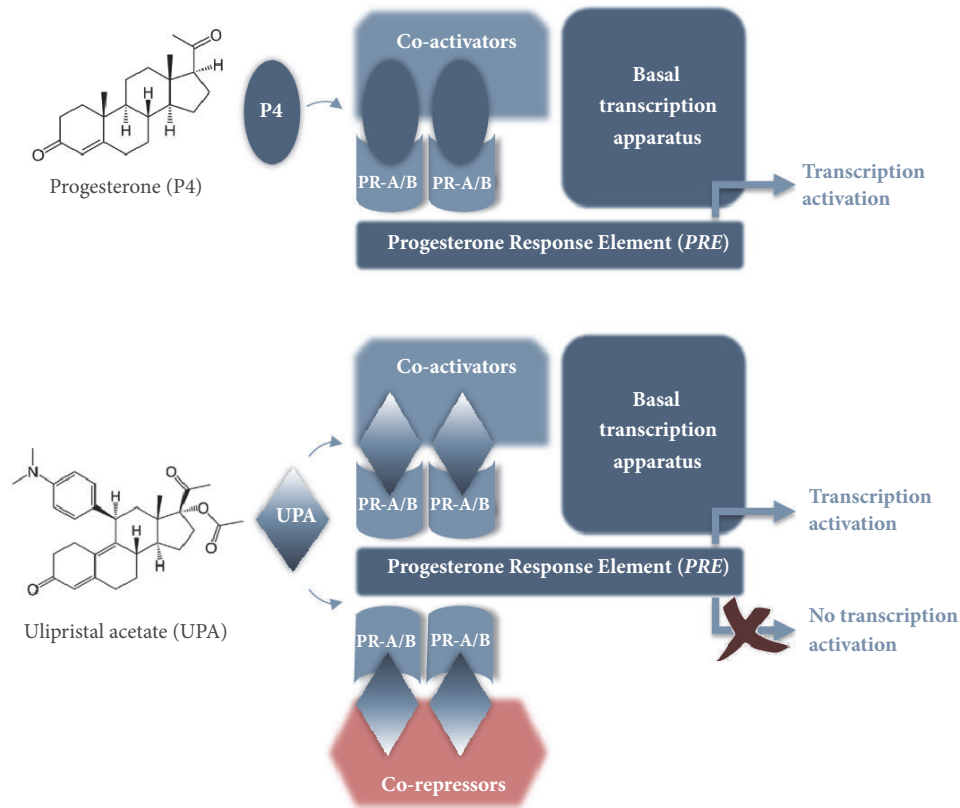 O
H
H
H
H
O
Progesterone (P4)
P4
Co-activators
PR-A/B
PR-A/B
Basal
transcription
apparatus
Transcription
activation
Progesterone Response Element (PRE)
N
H
O
O
O
H
H
O
Ulipristal acetate (UPA)
UPA
Co-activators
PR-A/B
PR-A/B
Basal
transcription
apparatus
Transcription
activation
Progesterone Response Element (PRE)
No transcription
activation
PR-A/B
PR-A/B
Co-repressors